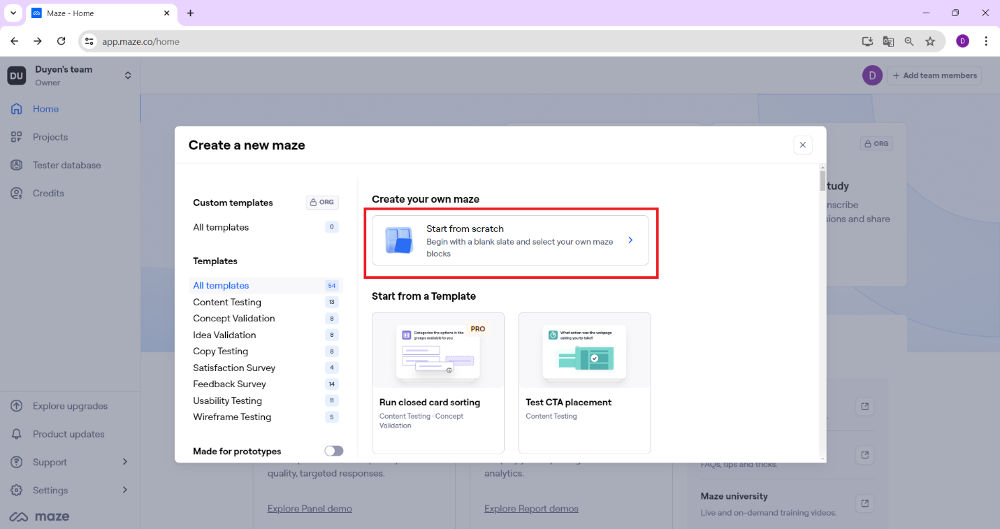 Maze - Home
app.maze.co/home
D
DU
Duyen's team
Owner
D
Add team members
Home
Projects
Tester database
Credits
Explore upgrades
Product updates
Support
Settings
maze
Create a new maze
ORG
Custom templates
ORG
All templates
0
Templates
All templates
54
Content Testing
13
Concept Validation
8
Idea Validation
8
Copy Testing
8
Satisfaction Survey
4
Feedback Survey
14
Usability Testing
11
Wireframe Testing
5
Made for prototypes
Create your own maze
Start from scratch
Begin with a blank slate and select your own maze
blocks
Start from a Template
Categorize the options in the
groups available to you
PRO
Run closed card sorting
Content Testing · Concept
Validation
What action was the webpage
asking you to take?
Test CTA placement
Content Testing
quality, targeted responses.
Explore Panel demo
analytics.
Explore Report demos
FAQs, tips and tricks.
Maze university
Live and on-demand training videos.